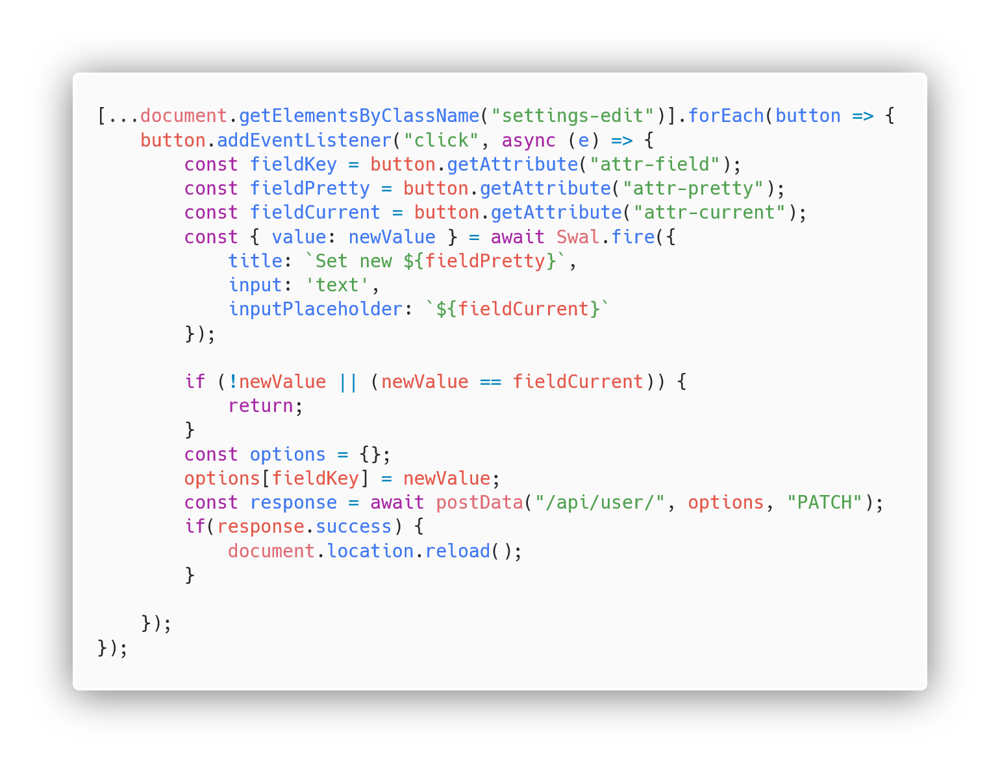 [...document.getElementsByClassName("settings-edit")].forEach(button => {
    button.addEventListener("click", async (e) => {
        const fieldKey = button.getAttribute("attr-field");
        const fieldPretty = button.getAttribute("attr-pretty");
        const fieldCurrent = button.getAttribute("attr-current");
        const { value: newValue } = await Swal.fire({
            title: `Set new ${fieldPretty}`,
            input: 'text',
            inputPlaceholder: `${fieldCurrent}`
        });

        if (!newValue || (newValue == fieldCurrent)) {
            return;
        }
        const options = {};
        options[fieldKey] = newValue;
        const response = await postData("/api/user/", options, "PATCH");
        if(response.success) {
            document.location.reload();
        }

    });
});